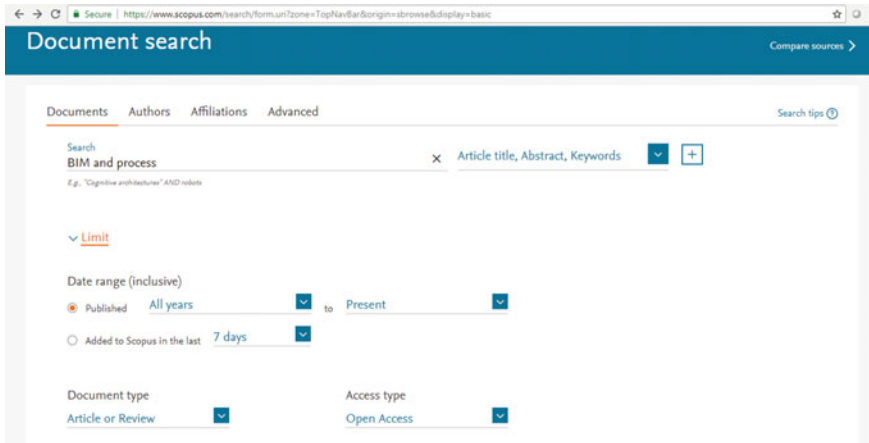 Secure | https://www.scopus.com/search/form.uri?zone=TopNavBar&origin=sbrowse&display=basic
Document search
Compare sources
Documents Authors Affiliations Advanced Search tips
Search
BIM and process Article title, Abstract, Keywords
E.g., "Cognitive architectures" AND robots
Limit
Date range (inclusive)
Published All years to Present
Added to Scopus in the last 7 days
Document type Access type
Article or Review Open Access